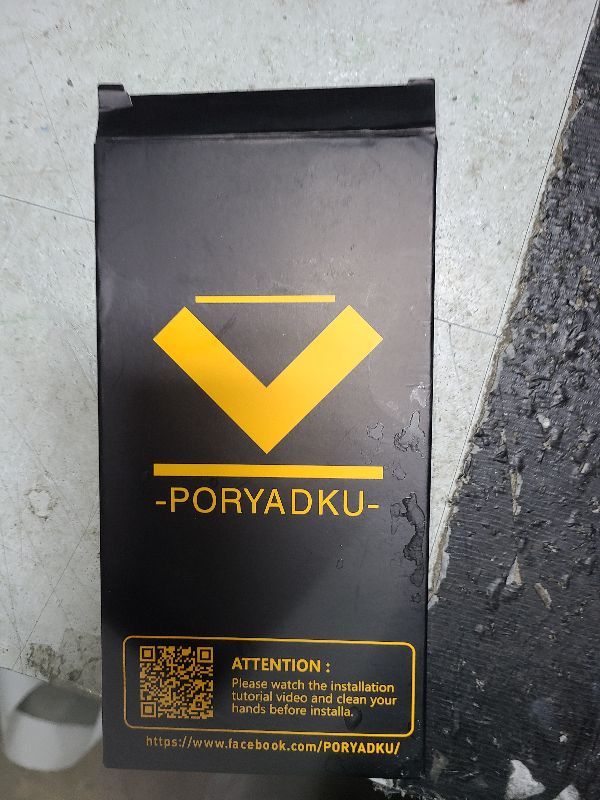 -PORYADKU-
ATTENTION :
Please watch the installation
tutorial video and clean your
hands before installa.
https://www.facebook.com/PORYADKU/